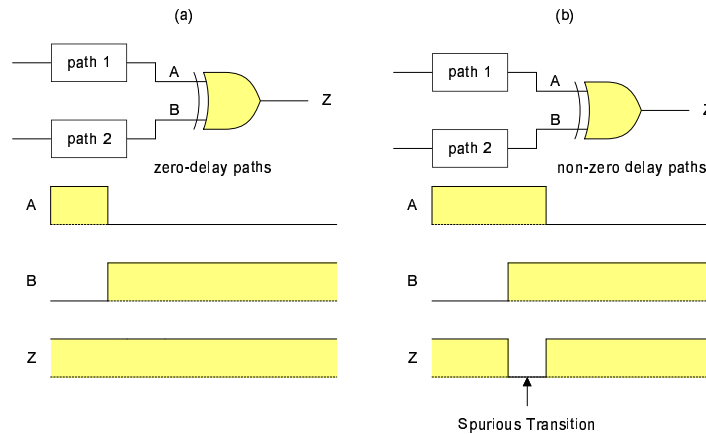 (a)
path 1
A
B
Z
path 2
zero-delay paths
A
B
Z
(b)
path 1
A
B
Z
path 2
non-zero delay paths
A
B
Z
Spurious Transition